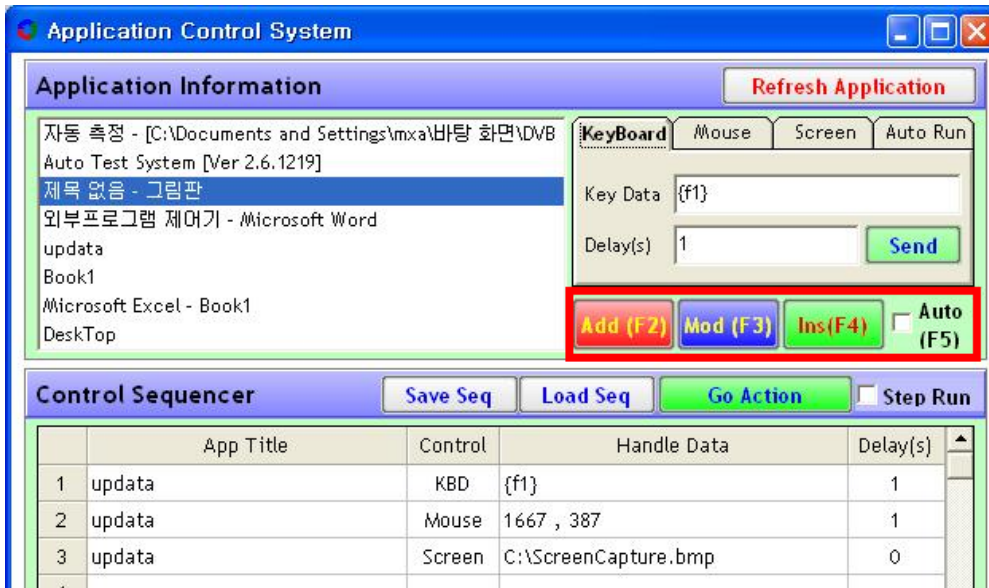 Application Control System
Application Information
Refresh Application
자동 측정 - [C:\Documents and Settings\mxa\바탕 화면\DVB
Auto Test System [Ver 2.6.1219]
제목 없음 - 그림판
외부프로그램 제어기 - Microsoft Word
updata
Book1
Microsoft Excel - Book1
DeskTop
KeyBoard Mouse Screen Auto Run
Key Data {f1}
Delay(s) 1 Send
Add (F2) Mod (F3) Ins(F4) Auto
(F5)
Control Sequencer Save Seq Load Seq Go Action Step Run
App Title Control Handle Data Delay(s)
1 updata KBD {f1} 1
2 updata Mouse 1667 , 387 1
3 updata Screen C:\ScreenCapture.bmp 0